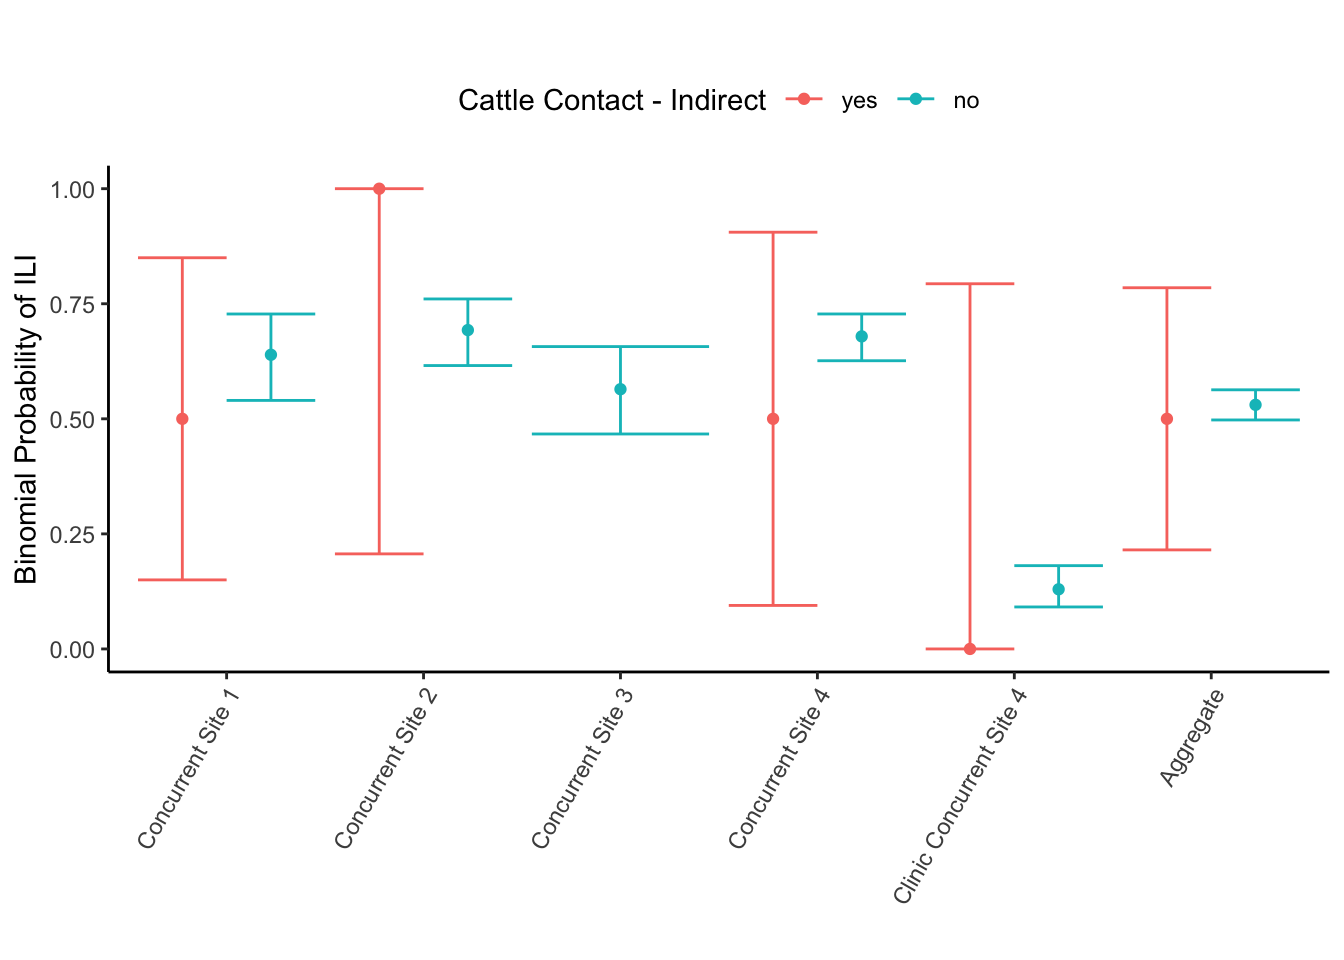 Cattle Contact - Indirect yes no
Binomial Probability of ILI
1.00
0.75
0.50
0.25
0.00
Concurrent Site 1
Concurrent Site 2
Concurrent Site 3
Concurrent Site 4
Clinic Concurrent Site 4
Aggregate